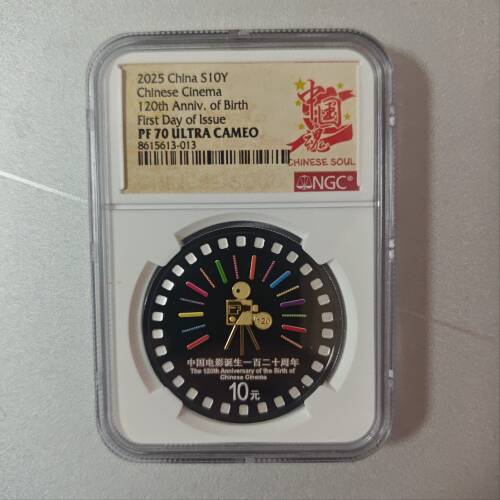 2025 China S10Y
Chinese Cinema
120th Anniv. of Birth
First Day of Issue
PF 70 ULTRA CAMEO
8615613-013
中国魂
CHINESE SOUL
NGC®
120
中国电影诞生一百二十周年
The 120th Anniversary of the Birth of
Chinese Cinema
10元